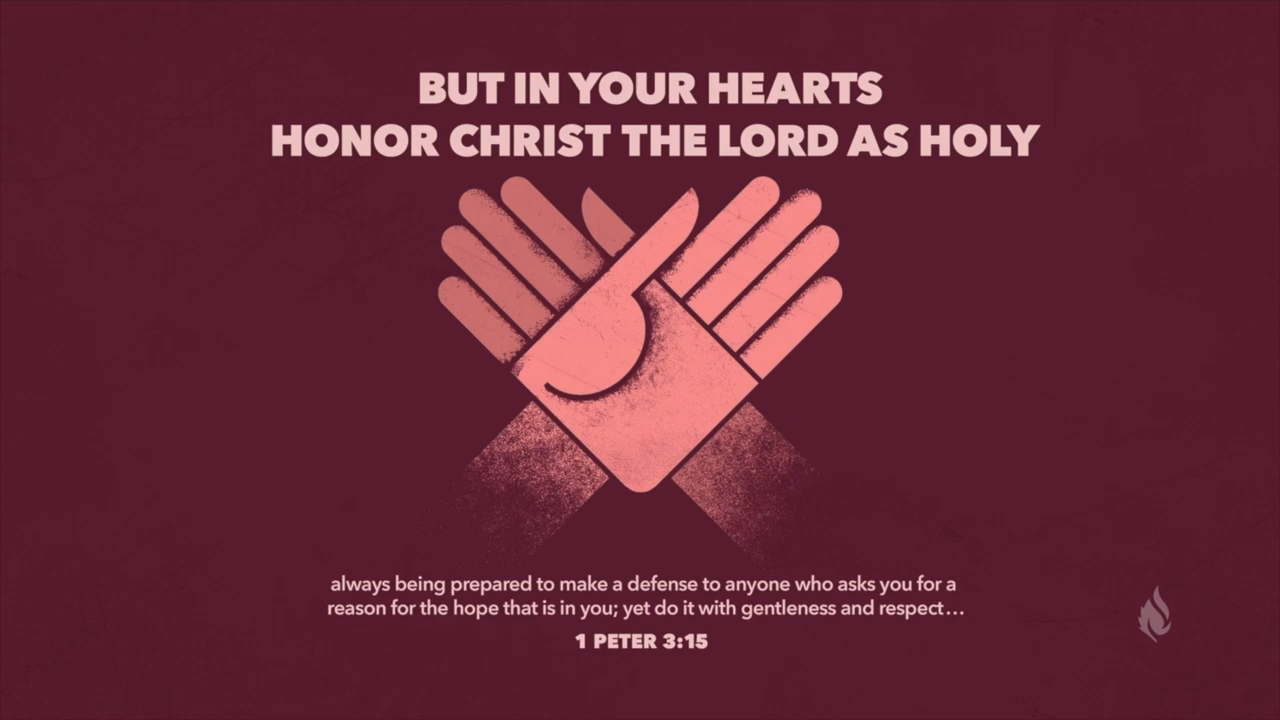 BUT IN YOUR HEARTS
HONOR CHRIST THE LORD AS HOLY
always being prepared to make a defense to anyone who asks you for a
reason for the hope that is in you; yet do it with gentleness and respect…
1 PETER 3:15